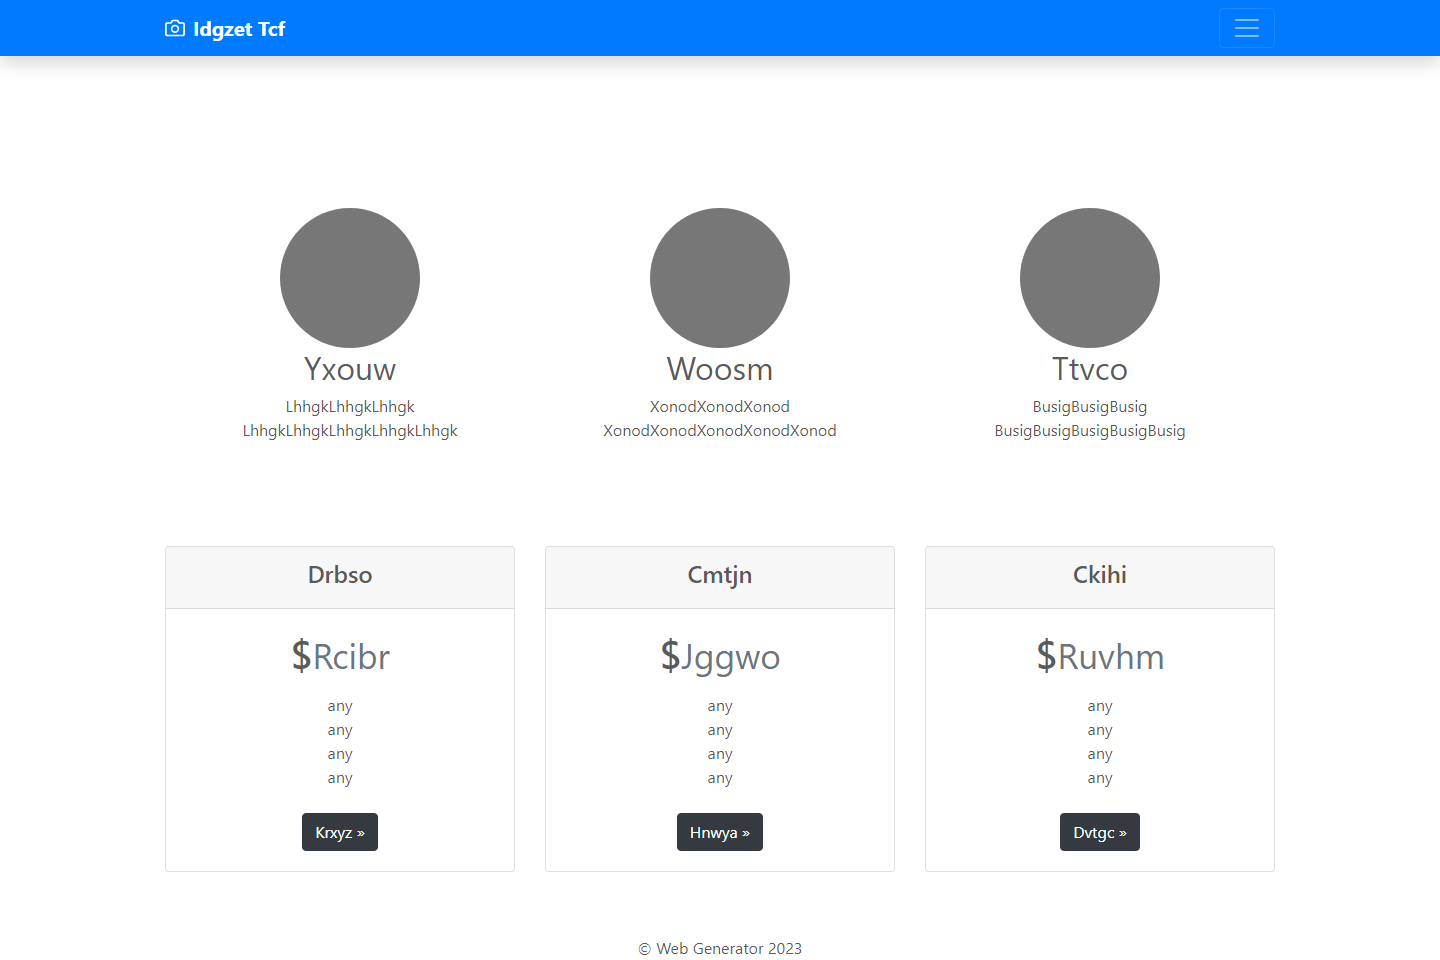 Idgzet Tcf
Yxouw
LhhgkLhhgkLhhgk
LhhgkLhhgkLhhgkLhhgkLhhgk
Woosm
XonodXonodXonod
XonodXonodXonodXonodXonod
Ttvco
BusigBusigBusig
BusigBusigBusigBusigBusig
Drbso
$Rcibr
any
any
any
any
Krxyz »
Cmtjn
$Jggwo
any
any
any
any
Hnwya »
Ckihi
$Ruvhm
any
any
any
any
Dvtgc »
© Web Generator 2023